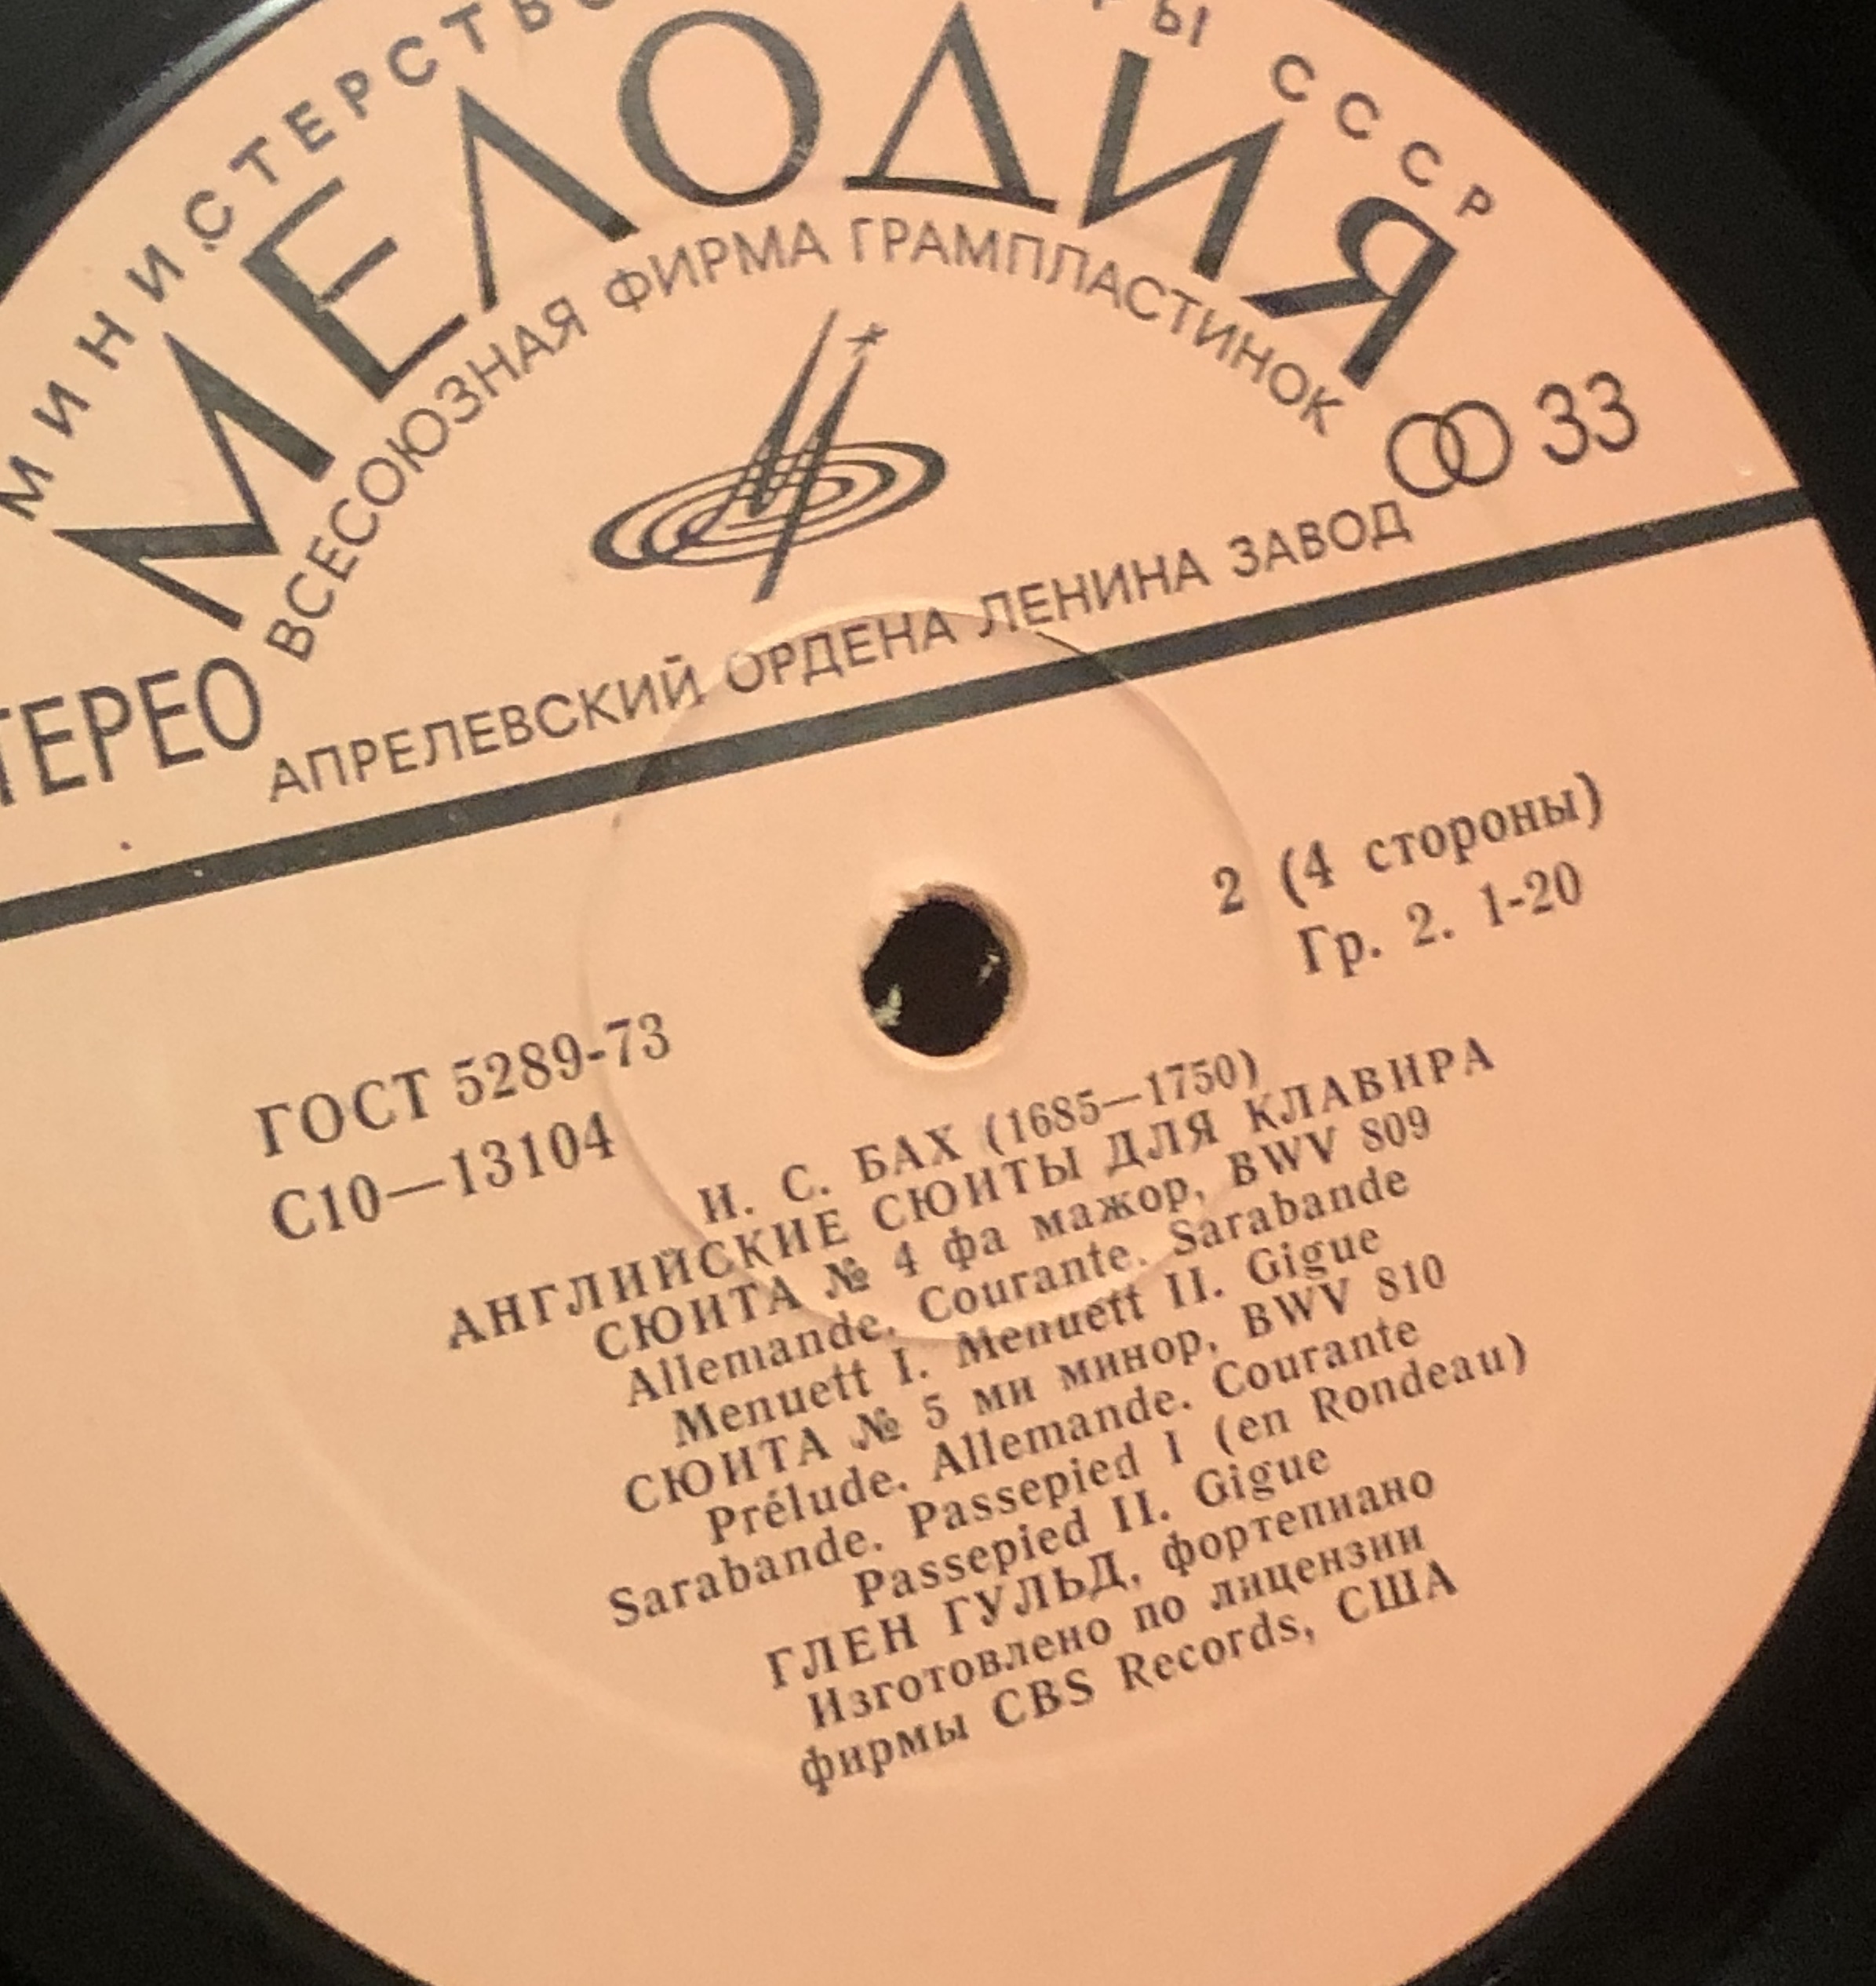 МИНИСТЕРСТВ
СССР
МЕЛОДИЯ
ВСЕСОЮЗНАЯ ФИРМА ГРАМПЛАСТИНОК
33
АПРЕЛЕВСКИЙ ОРДЕНА ЛЕНИНА ЗАВОД
ТЕРЕО
2 (4 стороны)
Гр. 2. 1-20
ГОСТ 5289-73
С10—13104
И. С. БАХ (1685—1750)
АНГЛИЙСКИЕ СЮИТЫ ДЛЯ КЛАВИРА
СЮИТА № 4 фа мажор, BWV 809
Allemande. Courante. Sarabande
Menuett I. Menuett II. Gigue
СЮИТА № 5 ми минор, BWV 810
Prélude. Allemande. Courante
Sarabande. Passepied I (en Rondeau)
Passepied II. Gigue
ГЛЕН ГУЛЬД, фортепиано
Изготовлено по лицензии
фирмы CBS Records, США